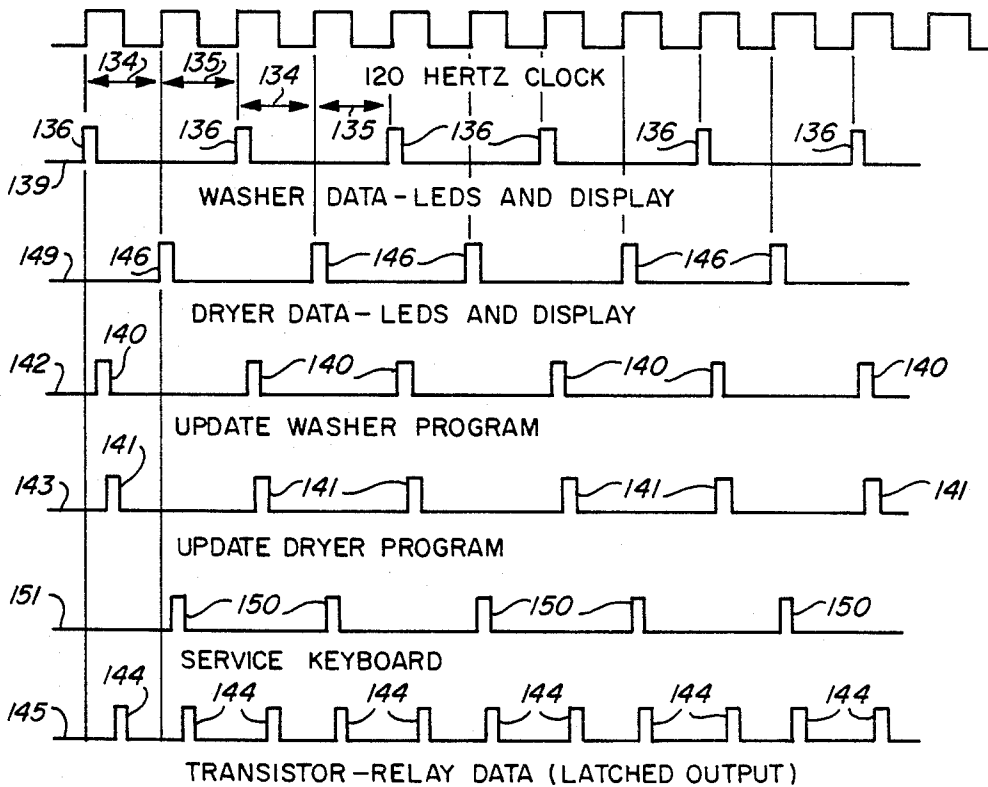 134 135 134 120 HERTZ CLOCK
135
136 136 136 136 136
139
WASHER DATA-LEDS AND DISPLAY
149 146 146 146
DRYER DATA-LEDS AND DISPLAY
142 140 140 140 140
UPDATE WASHER PROGRAM
143 141 141 141 141
UPDATE DRYER PROGRAM
151 150 150 150
SERVICE KEYBOARD
145 144 144 144 144 144 144
TRANSISTOR-RELAY DATA (LATCHED OUTPUT)